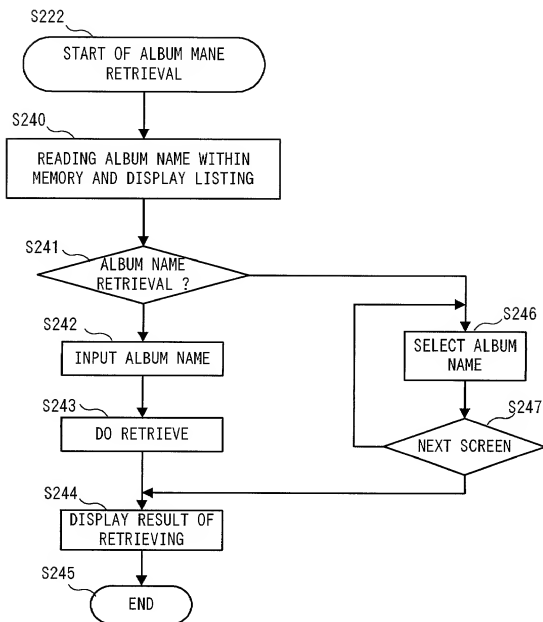 S222
START OF ALBUM MANE
RETRIEVAL
S240
READING ALBUM NAME WITHIN
MEMORY AND DISPLAY LISTING
S241
ALBUM NAME
RETRIEVAL ?
S242
INPUT ALBUM NAME
S243
DO RETRIEVE
S246
SELECT ALBUM
NAME
S247
NEXT SCREEN
S244
DISPLAY RESULT OF
RETRIEVING
S245
END